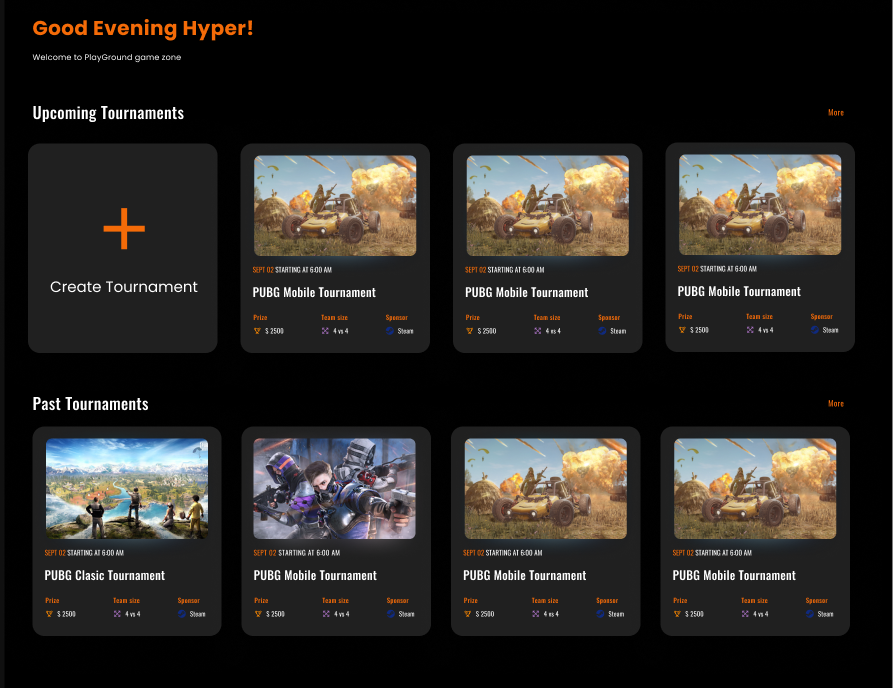 Good Evening Hyper!
Welcome to PlayGround game zone
Upcoming Tournaments More
Create Tournament
SEPT 02 STARTING AT 6:00 AM
PUBG Mobile Tournament
Prize Team size Sponsor
$ 2500 4 vs 4 Steam
SEPT 02 STARTING AT 6:00 AM
PUBG Mobile Tournament
Prize Team size Sponsor
$ 2500 4 vs 4 Steam
SEPT 02 STARTING AT 6:00 AM
PUBG Mobile Tournament
Prize Team size Sponsor
$ 2500 4 vs 4 Steam
Past Tournaments More
SEPT 02 STARTING AT 6:00 AM
PUBG Clasic Tournament
Prize Team size Sponsor
$ 2500 4 vs 4 Steam
SEPT 02 STARTING AT 6:00 AM
PUBG Mobile Tournament
Prize Team size Sponsor
$ 2500 4 vs 4 Steam
SEPT 02 STARTING AT 6:00 AM
PUBG Mobile Tournament
Prize Team size Sponsor
$ 2500 4 vs 4 Steam
SEPT 02 STARTING AT 6:00 AM
PUBG Mobile Tournament
Prize Team size Sponsor
$ 2500 4 vs 4 Steam